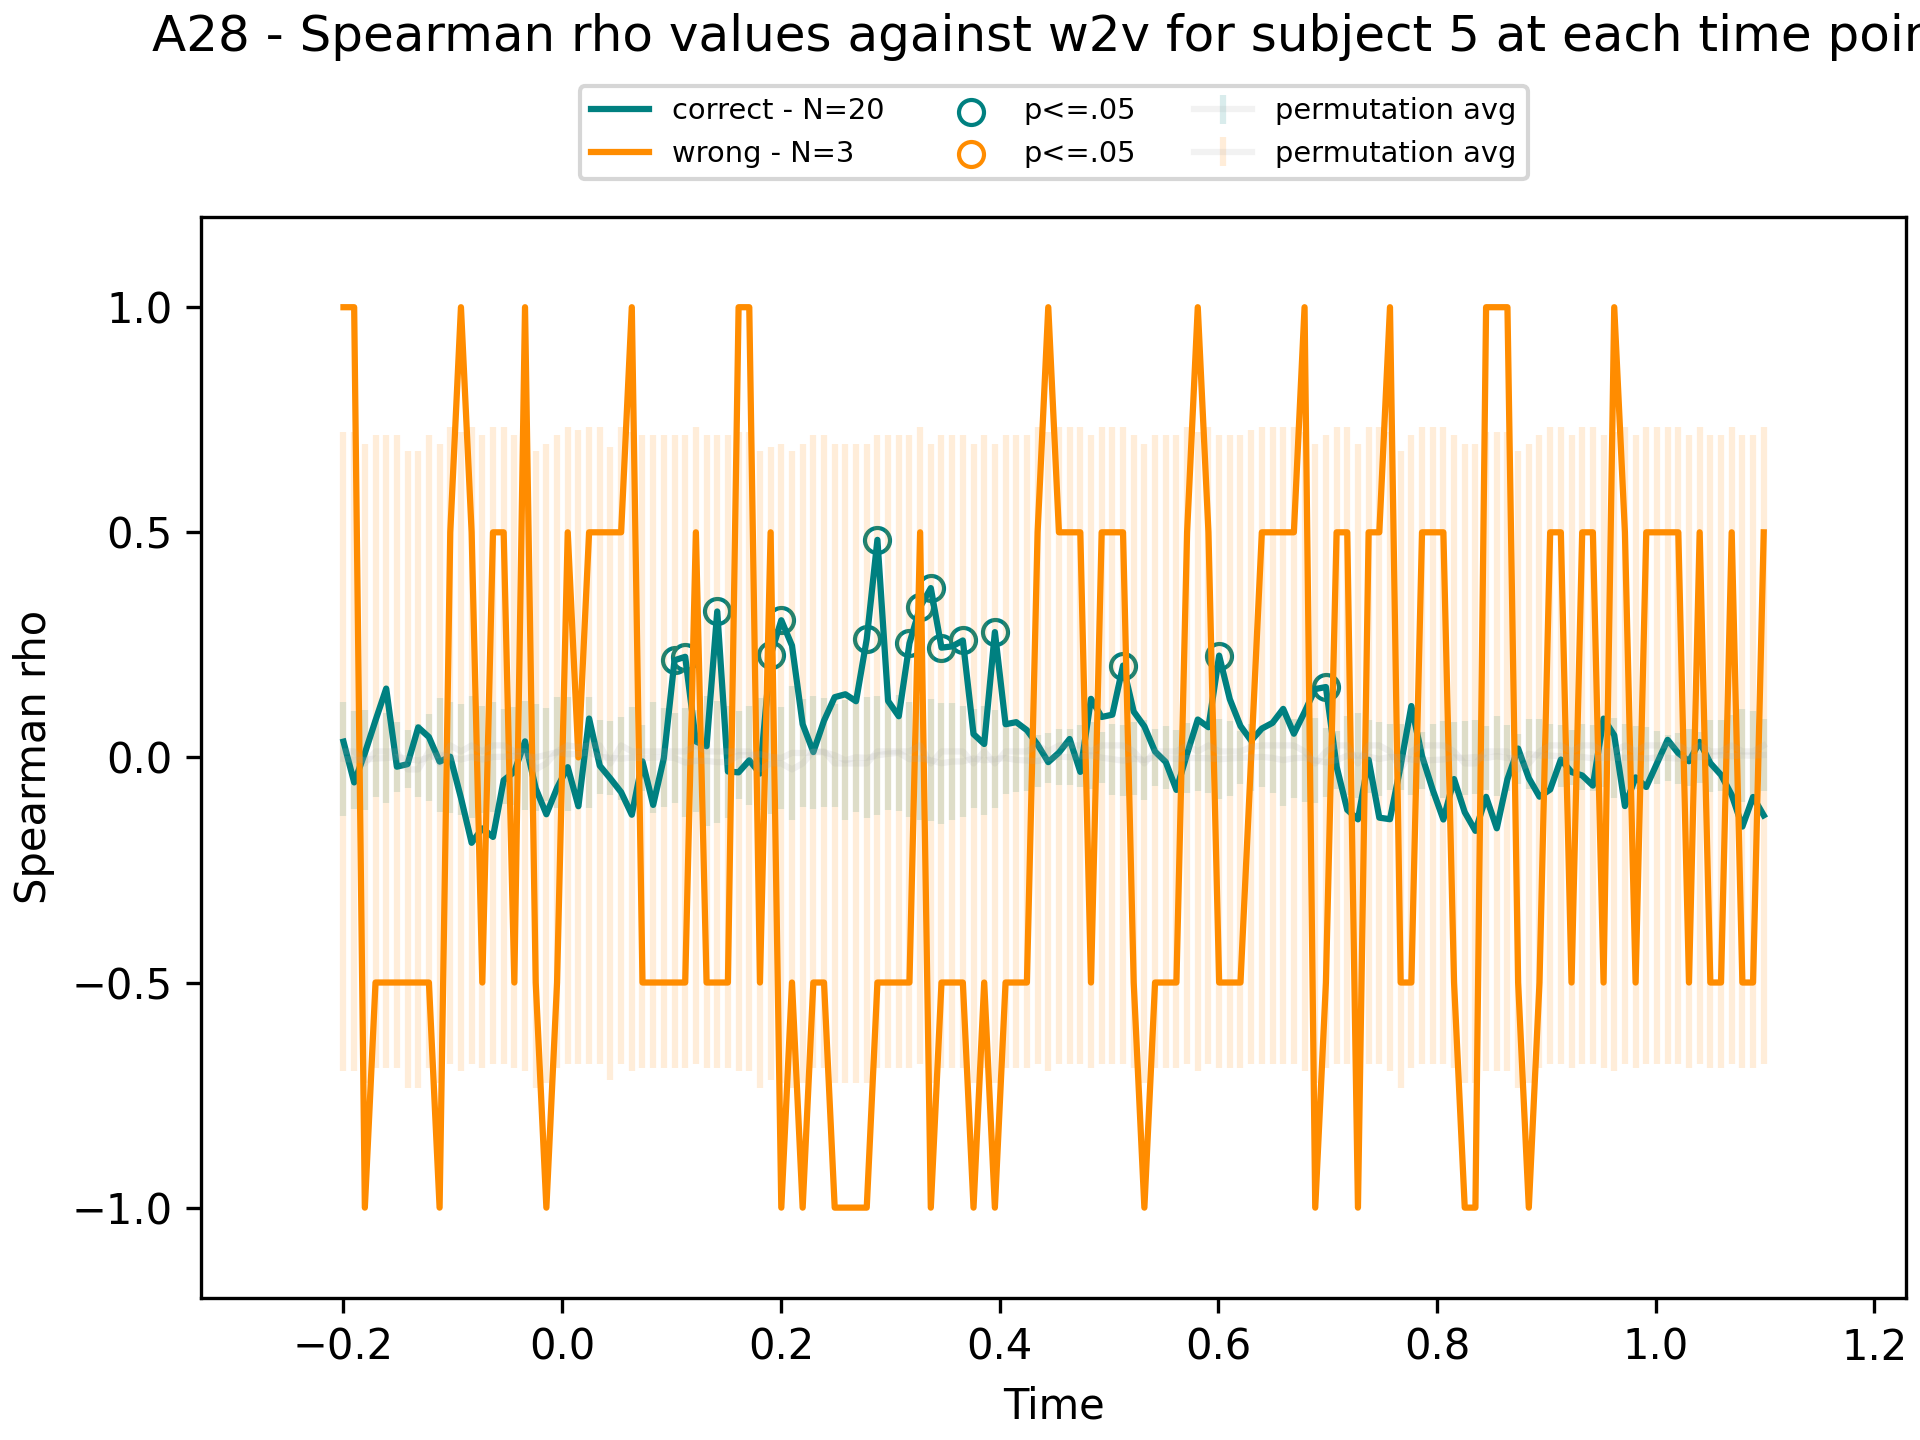 A28 - Spearman rho values against w2v for subject 5 at each time poin
correct - N=20
wrong - N=3
p<=.05
p<=.05
permutation avg
permutation avg
Spearman rho
1.0
0.5
0.0
−0.5
−1.0
−0.2 0.0 0.2 0.4 0.6 0.8 1.0 1.2
Time